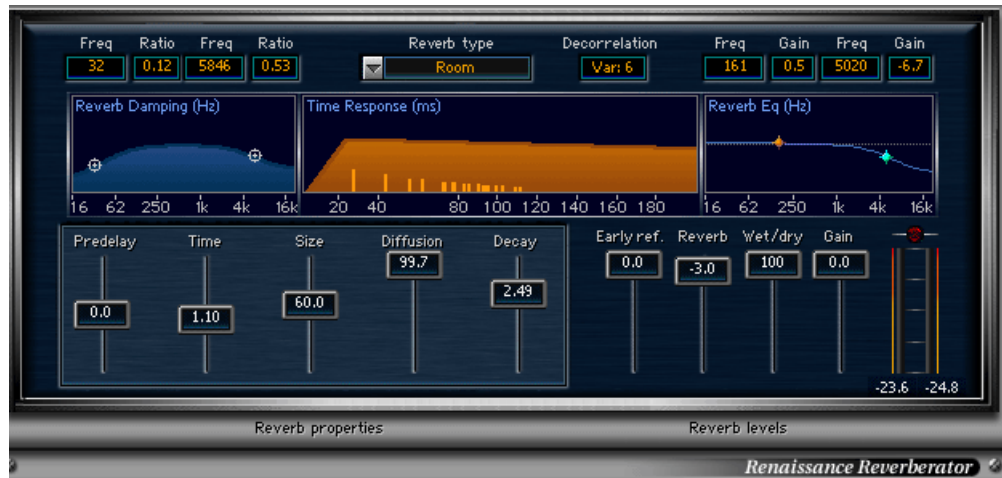 Freq Ratio Freq Ratio Reverb type Decorrelation Freq Gain Freq Gain
32 0.12 5846 0.53 Room Var: 6 161 0.5 5020 -6.7
Reverb Damping (Hz) Time Response (ms) Reverb Eq (Hz)
16 62 250 1k 4k 16k 20 40 80 100 120 140 160 180 16 62 250 1k 4k 16k
Predelay Time Size Diffusion Decay Early ref. Reverb Wet/dry Gain
0.0 1.10 60.0 99.7 2.49 0.0 -3.0 100 0.0
-23.6 -24.8
Reverb properties Reverb levels
Renaissance Reverberator